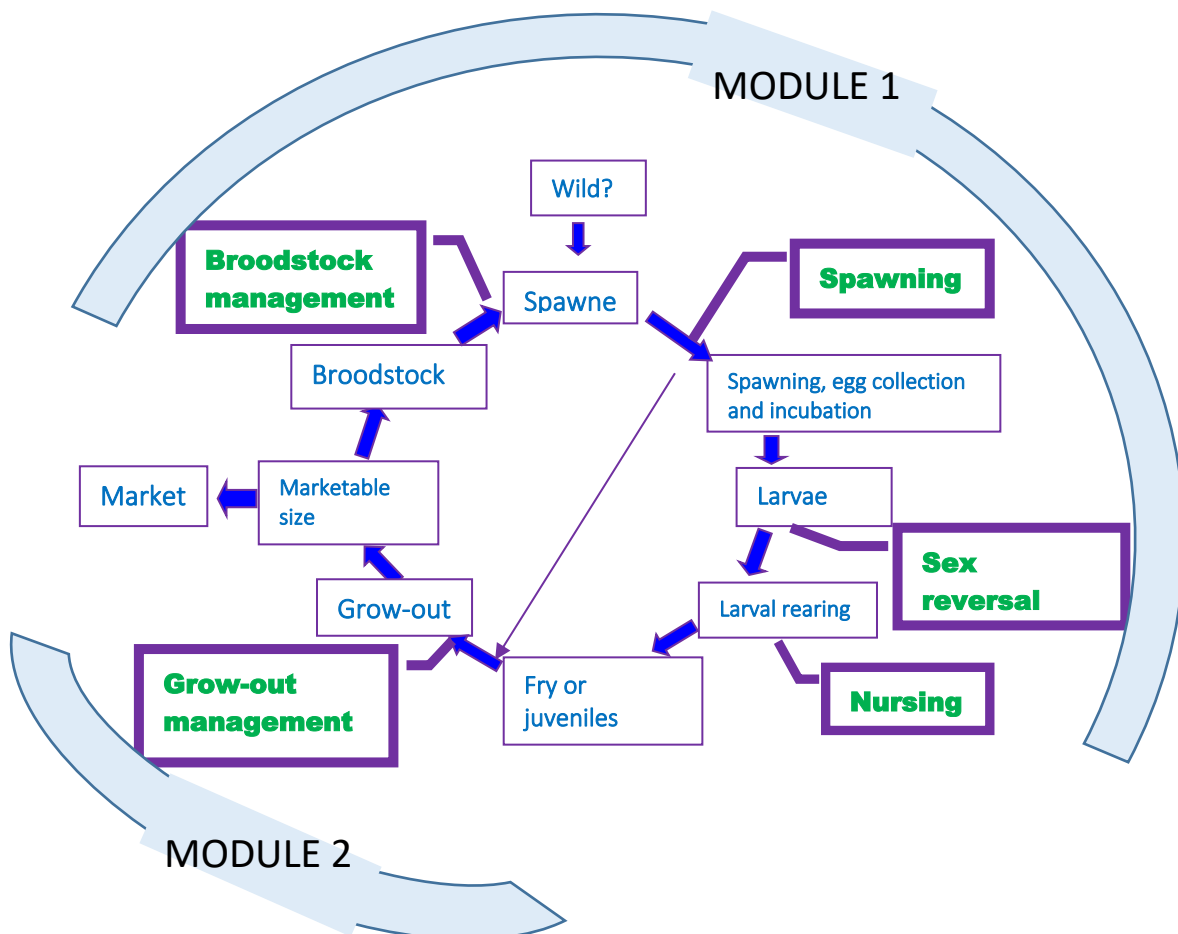 MODULE 1
Wild?
Broodstock
management
Spawning
Spawne
Broodstock
Spawning, egg collection
and incubation
Market
Marketable
size
Larvae
Sex
reversal
Grow-out
Larval rearing
Grow-out
management
Fry or
juveniles
Nursing
MODULE 2